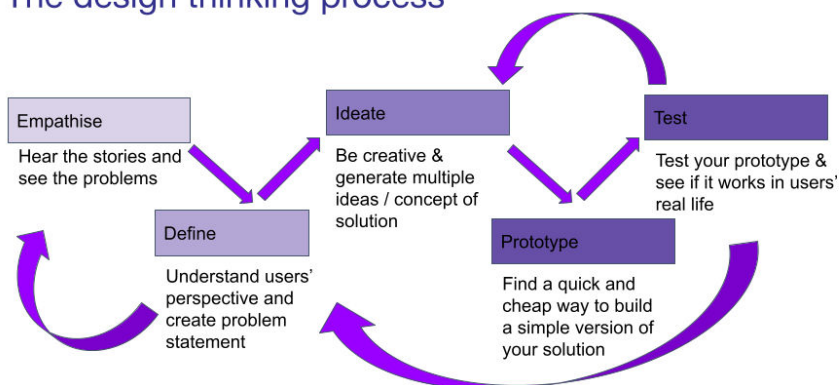 The design thinking process
Empathise
Hear the stories and
see the problems
Define
Understand users'
perspective and
create problem
statement
Ideate
Be creative &
generate multiple
ideas / concept of
solution
Prototype
Find a quick and
cheap way to build
a simple version of
your solution
Test
Test your prototype &
see if it works in users'
real life